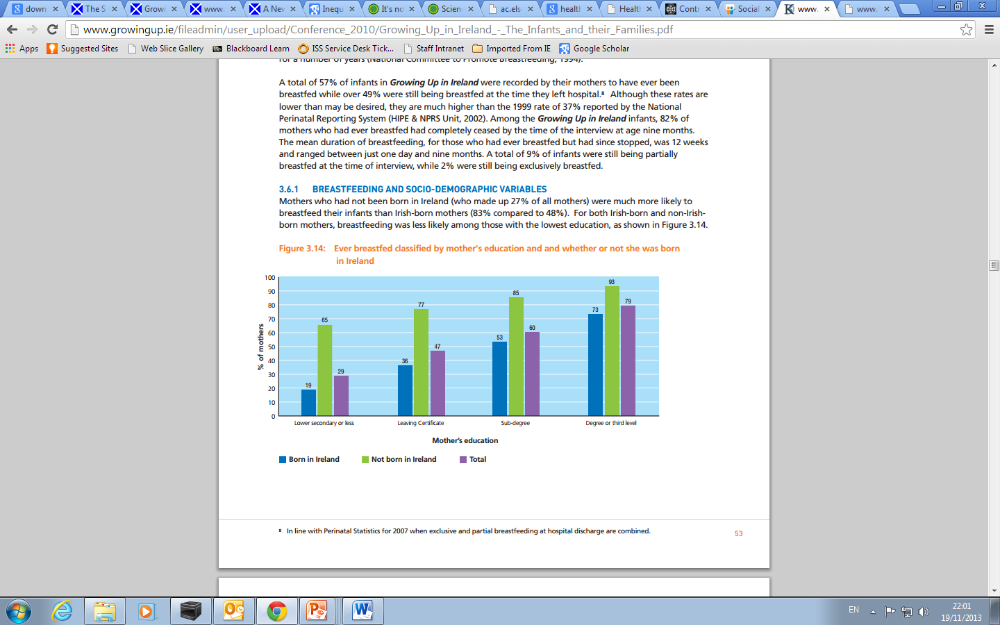 down
The S
Growi
www.
A Nev
Inequ
It's no
Scien
ac.els
healt
Healt
Contr
Social
www.
www.
www.growingup.ie/fileadmin/user_upload/Conference_2010/Growing_Up_in_Ireland_-_The_Infants_and_their_Families.pdf
Apps Suggested Sites Web Slice Gallery Bb Blackboard Learn ISS Service Desk Tick... Staff Intranet Imported From IE Google Scholar
for a number of years (National Committee to Promote Breastfeeding, 1994).
A total of 57% of infants in Growing Up in Ireland were recorded by their mothers to have ever been
breastfed while over 49% were still being breastfed at the time they left hospital.8 Although these rates are
lower than may be desired, they are much higher than the 1999 rate of 37% reported by the National
Perinatal Reporting System (HIPE & NPRS Unit, 2002). Among the Growing Up in Ireland infants, 82% of
mothers who had ever breastfed had completely ceased by the time of the interview at age nine months.
The mean duration of breastfeeding, for those who had ever breastfed but had since stopped, was 12 weeks
and ranged between just one day and nine months. A total of 9% of infants were still being partially
breastfed at the time of interview, while 2% were still being exclusively breastfed.
3.6.1 BREASTFEEDING AND SOCIO-DEMOGRAPHIC VARIABLES
Mothers who had not been born in Ireland (who made up 27% of all mothers) were much more likely to
breastfeed their infants than Irish-born mothers (83% compared to 48%). For both Irish-born and non-Irish-
born mothers, breastfeeding was less likely among those with the lowest education, as shown in Figure 3.14.
Figure 3.14: Ever breastfed classified by mother's education and and whether or not she was born
in Ireland
% of mothers
100
90
80
70
60
50
40
30
20
10
0
19 65 29
36 77 47
53 85 60
73 93 79
Lower secondary or less Leaving Certificate Sub-degree Degree or third level
Mother's education
Born in Ireland Not born in Ireland Total
8 In line with Perinatal Statistics for 2007 when exclusive and partial breastfeeding at hospital discharge are combined.
53
EN
22:01
19/11/2013